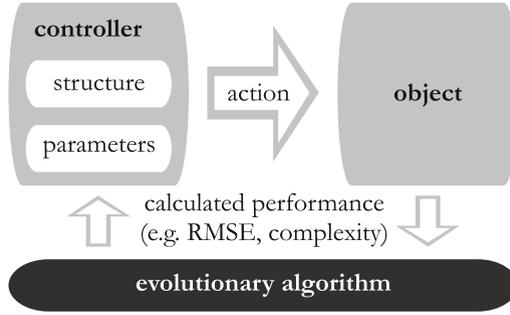 controller
structure
parameters
action
object
calculated performance
(e.g. RMSE, complexity)
evolutionary algorithm